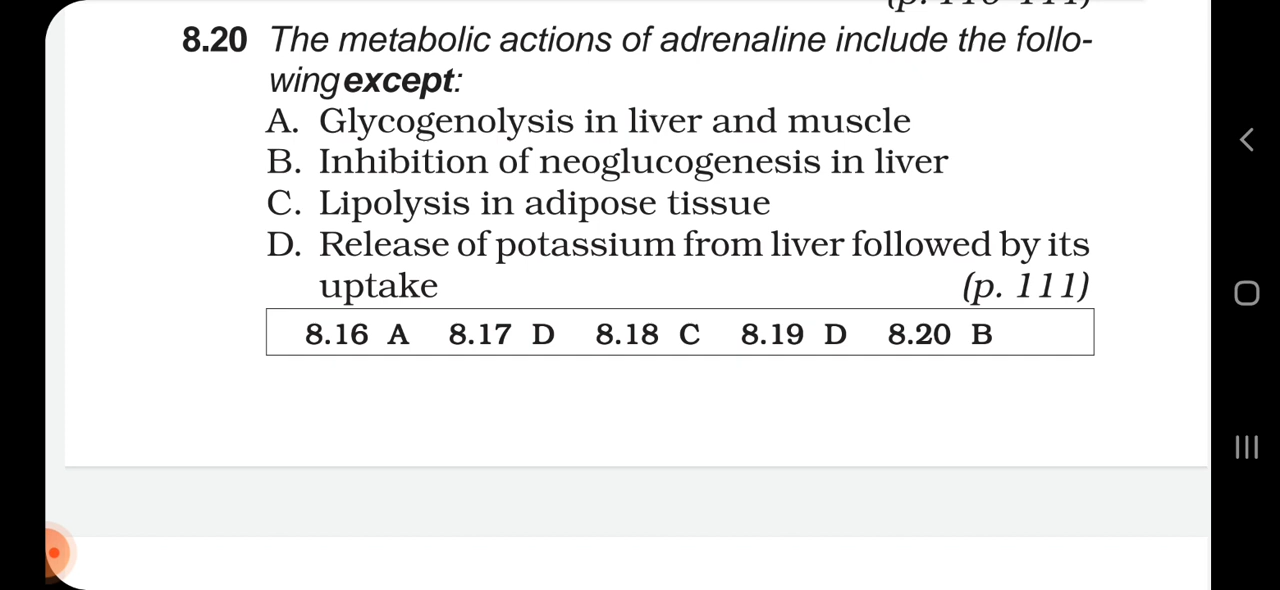 8.20 The metabolic actions of adrenaline include the follo-
wing except:
A. Glycogenolysis in liver and muscle
B. Inhibition of neoglucogenesis in liver
C. Lipolysis in adipose tissue
D. Release of potassium from liver followed by its
uptake (p. 111)
8.16 A 8.17 D 8.18 C 8.19 D 8.20 B